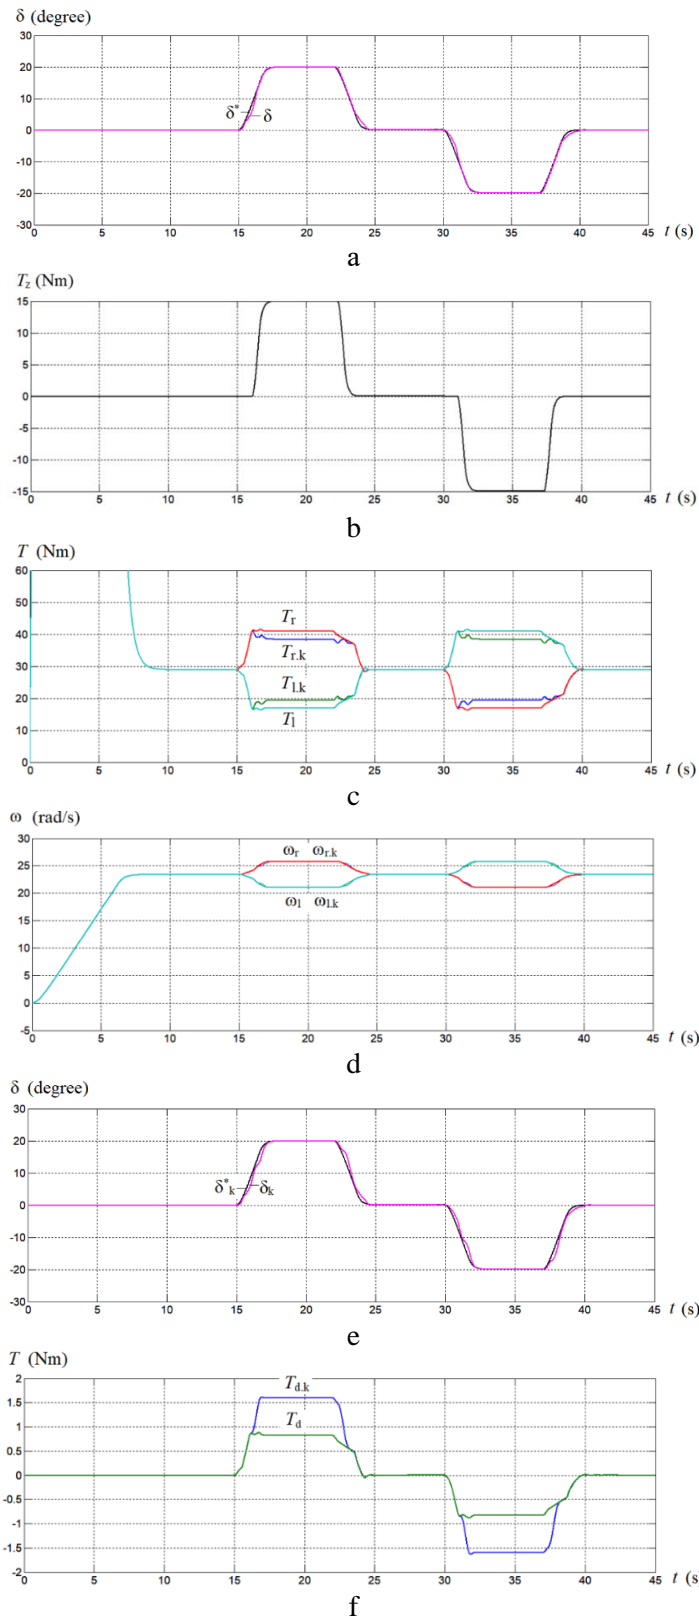 δ (degree)
30
20
10
0
-10
-20
-30
δ* δ
0 5 10 15 20 25 30 35 40 45 t (s)
a
Tz (Nm)
15
10
5
0
-5
-10
-15
0 5 10 15 20 25 30 35 40 45 t (s)
b
T (Nm)
60
50
40
30
20
10
0
Tr
Tr.k
Tl.k
Tl
0 5 10 15 20 25 30 35 40 45 t (s)
c
ω (rad/s)
30
25
20
15
10
5
0
-5
ωr ωr.k
ωl ωl.k
0 5 10 15 20 25 30 35 40 45 t (s)
d
δ (degree)
30
20
10
0
-10
-20
-30
δ*k δk
0 5 10 15 20 25 30 35 40 45 t (s)
e
T (Nm)
2
1.5
1
0.5
0
-0.5
-1
-1.5
-2
Td.k
Td
0 5 10 15 20 25 30 35 40 45 t (s
f